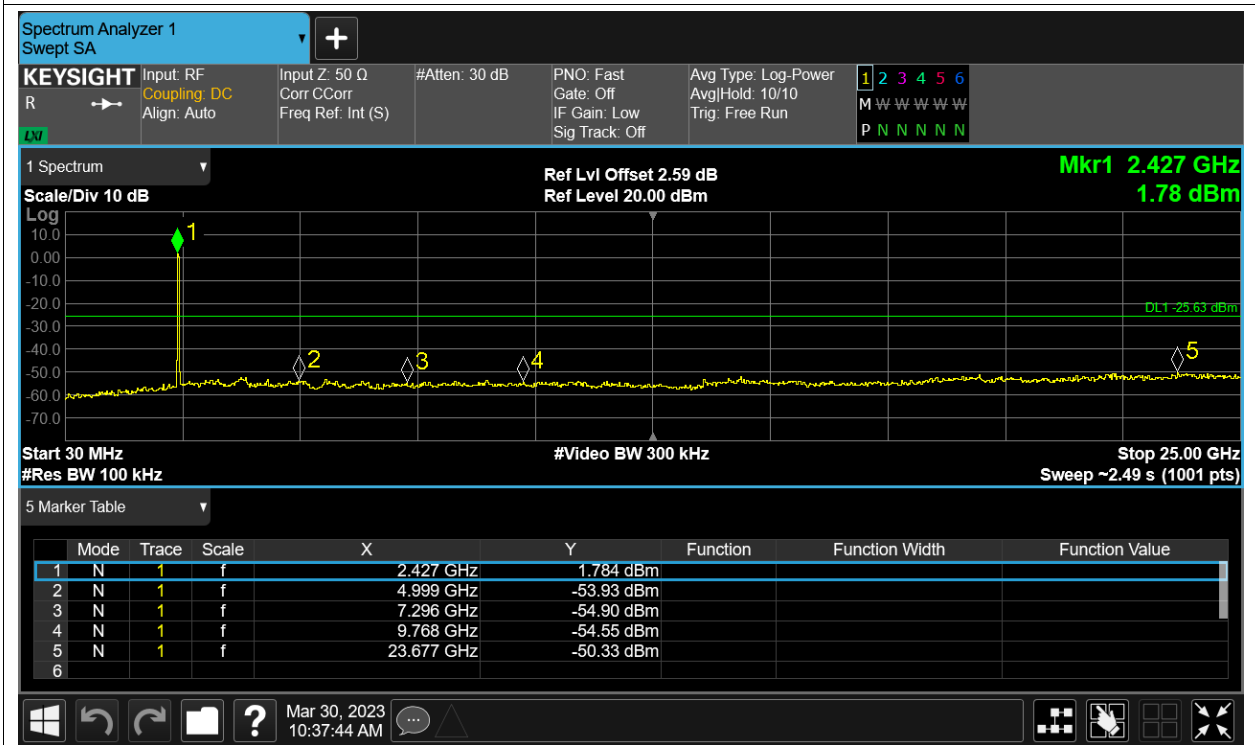 Spectrum Analyzer 1
Swept SA
KEYSIGHT
R
LXI
Input: RF
Coupling: DC
Align: Auto
Input Z: 50 Ω
Corr CCorr
Freq Ref: Int (S)
#Atten: 30 dB
PNO: Fast
Gate: Off
IF Gain: Low
Sig Track: Off
Avg Type: Log-Power
Avg|Hold: 10/10
Trig: Free Run
1 2 3 4 5 6
M W W W W W
P N N N N N
1 Spectrum
Scale/Div 10 dB
Ref Lvl Offset 2.59 dB
Ref Level 20.00 dBm
Mkr1 2.427 GHz
1.78 dBm
Log
10.0
0.00
-10.0
-20.0
-30.0
-40.0
-50.0
-60.0
-70.0
1
2
3
4
5
DL1 -25.63 dBm
Start 30 MHz
#Video BW 300 kHz
Stop 25.00 GHz
#Res BW 100 kHz
Sweep ~2.49 s (1001 pts)
5 Marker Table
Mode Trace Scale X Y Function Function Width Function Value
1 N 1 f 2.427 GHz 1.784 dBm
2 N 1 f 4.999 GHz -53.93 dBm
3 N 1 f 7.296 GHz -54.90 dBm
4 N 1 f 9.768 GHz -54.55 dBm
5 N 1 f 23.677 GHz -50.33 dBm
6
?
Mar 30, 2023
10:37:44 AM